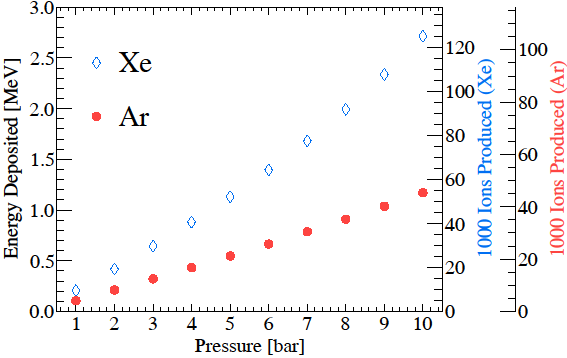 Energy Deposited [MeV]
3.0
2.5
2.0
1.5
1.0
0.5
0.0
Xe
Ar
1 2 3 4 5 6 7 8 9 10
Pressure [bar]
120
100
80
60
40
20
0
1000 Ions Produced (Xe)
100
80
60
40
20
0
1000 Ions Produced (Ar)